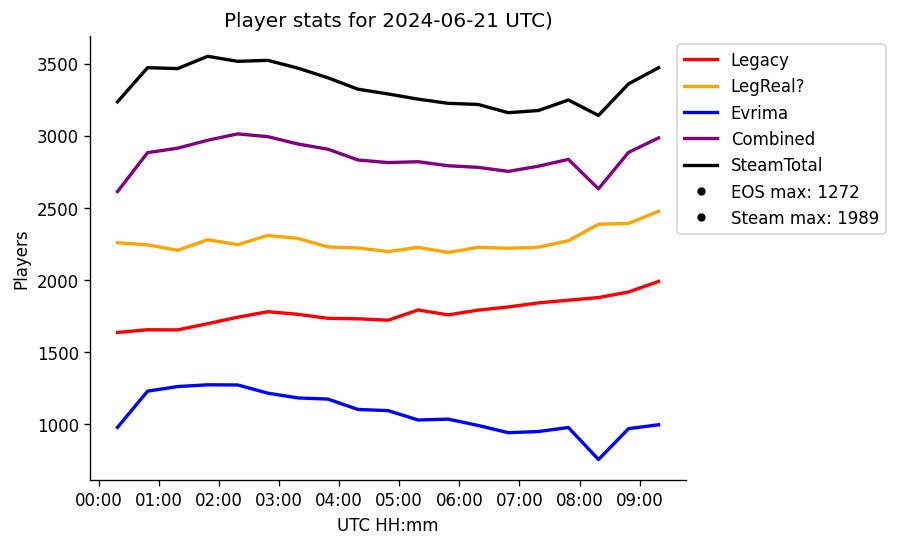 Player stats for 2024-06-21 UTC)
Legacy
LegReal?
Evrima
Combined
SteamTotal
EOS max: 1272
Steam max: 1989
Players
3500
3000
2500
2000
1500
1000
00:00 01:00 02:00 03:00 04:00 05:00 06:00 07:00 08:00 09:00
UTC HH:mm